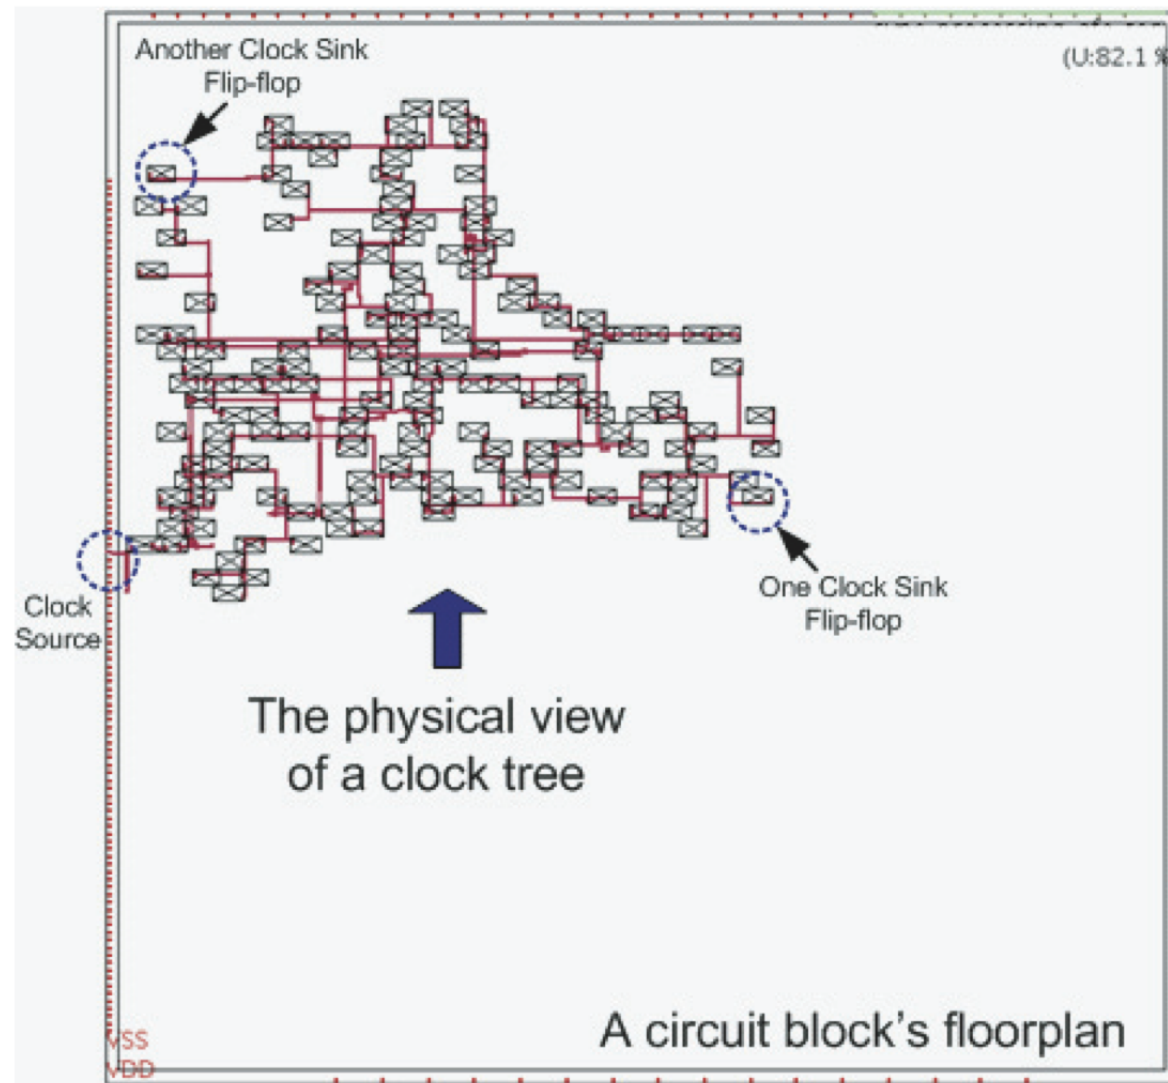 Another Clock Sink
Flip-flop
(U:82.1 %
Clock
Source
One Clock Sink
Flip-flop
The physical view
of a clock tree
A circuit block's floorplan
VSS
VDD